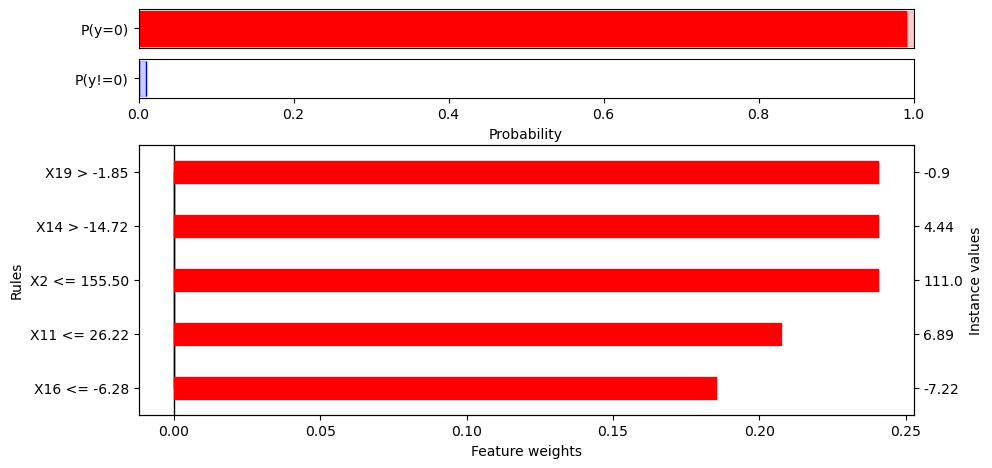 P(y=0)
P(y!=0)
0.0 0.2 0.4 0.6 0.8 1.0
Probability
X19 > -1.85 -0.9
X14 > -14.72 4.44
X2 <= 155.50 111.0
X11 <= 26.22 6.89
X16 <= -6.28 -7.22
Rules
Instance values
0.00 0.05 0.10 0.15 0.20 0.25
Feature weights